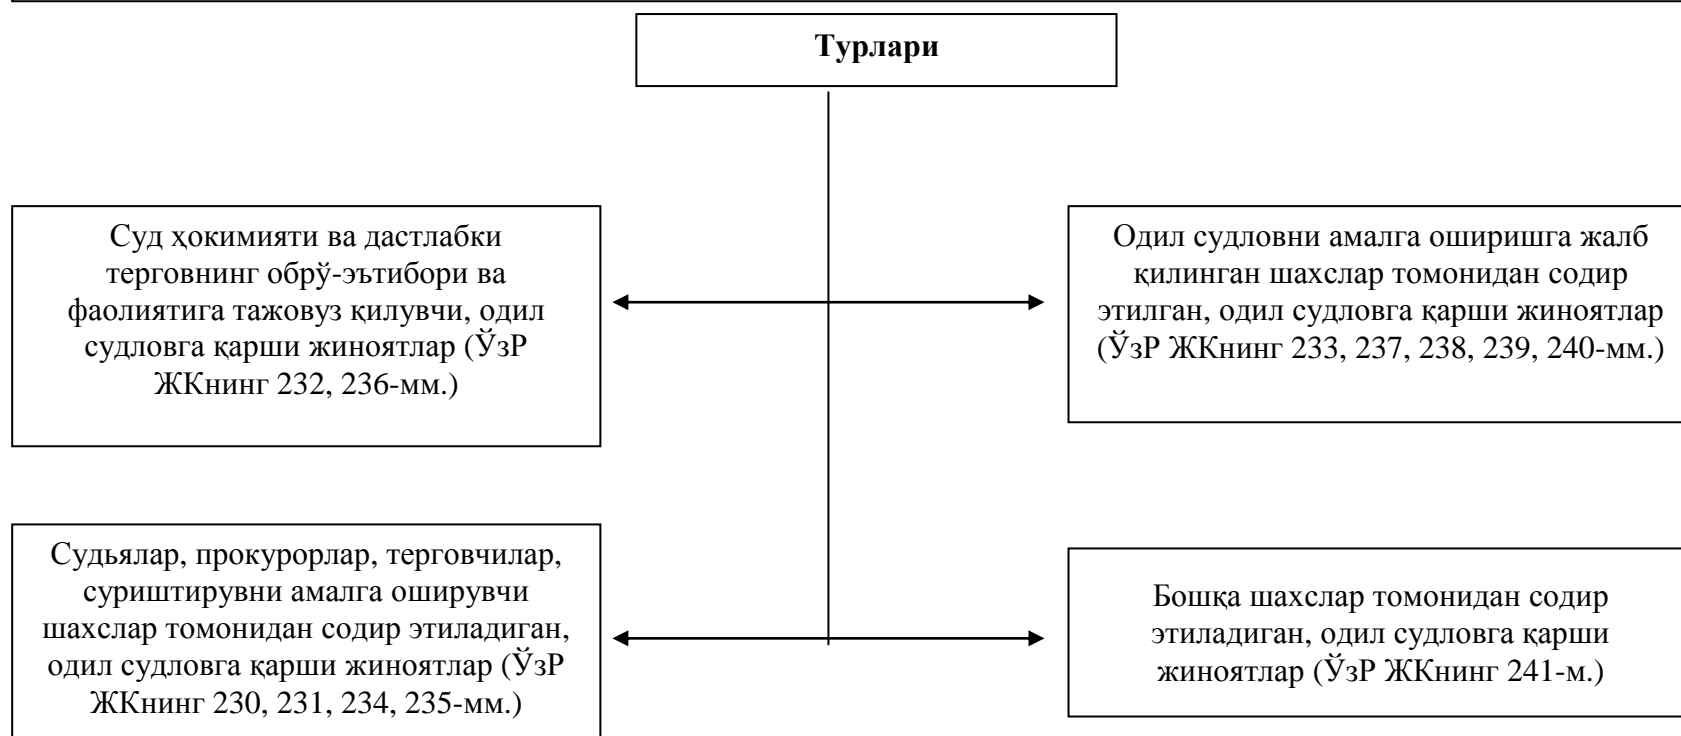 Турлари
Суд ҳокимияти ва дастлабки
терговнинг обрў-эътибори ва
фаолиятига тажовуз қилувчи, одил
судловга қарши жиноятлар (ЎзР
ЖКнинг 232, 236-мм.)
Одил судловни амалга оширишга жалб
қилинган шахслар томонидан содир
этилган, одил судловга қарши жиноятлар
(ЎзР ЖКнинг 233, 237, 238, 239, 240-мм.)
Судьялар, прокурорлар, терговчилар,
суриштирувни амалга оширувчи
шахслар томонидан содир этиладиган,
одил судловга қарши жиноятлар (ЎзР
ЖКнинг 230, 231, 234, 235-мм.)
Бошқа шахслар томонидан содир
этиладиган, одил судловга қарши
жиноятлар (ЎзР ЖКнинг 241-м.)